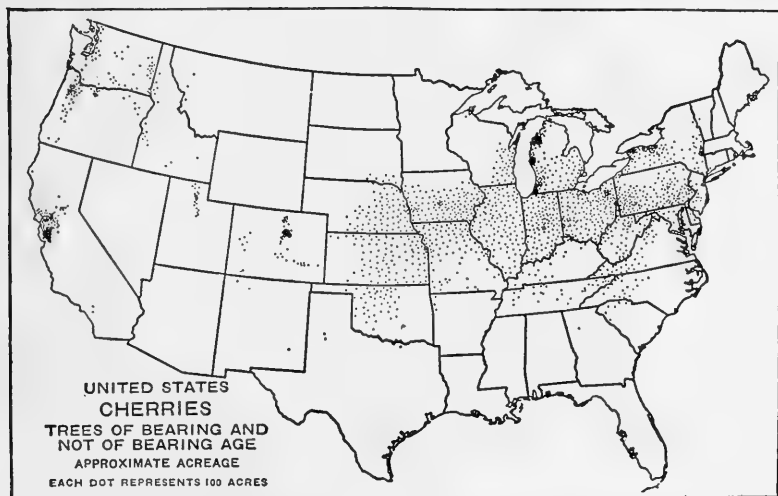 UNITED STATES
CHERRIES
TREES OF BEARING AND
NOT OF BEARING AGE
APPROXIMATE ACREAGE
EACH DOT REPRESENTS 100 ACRES